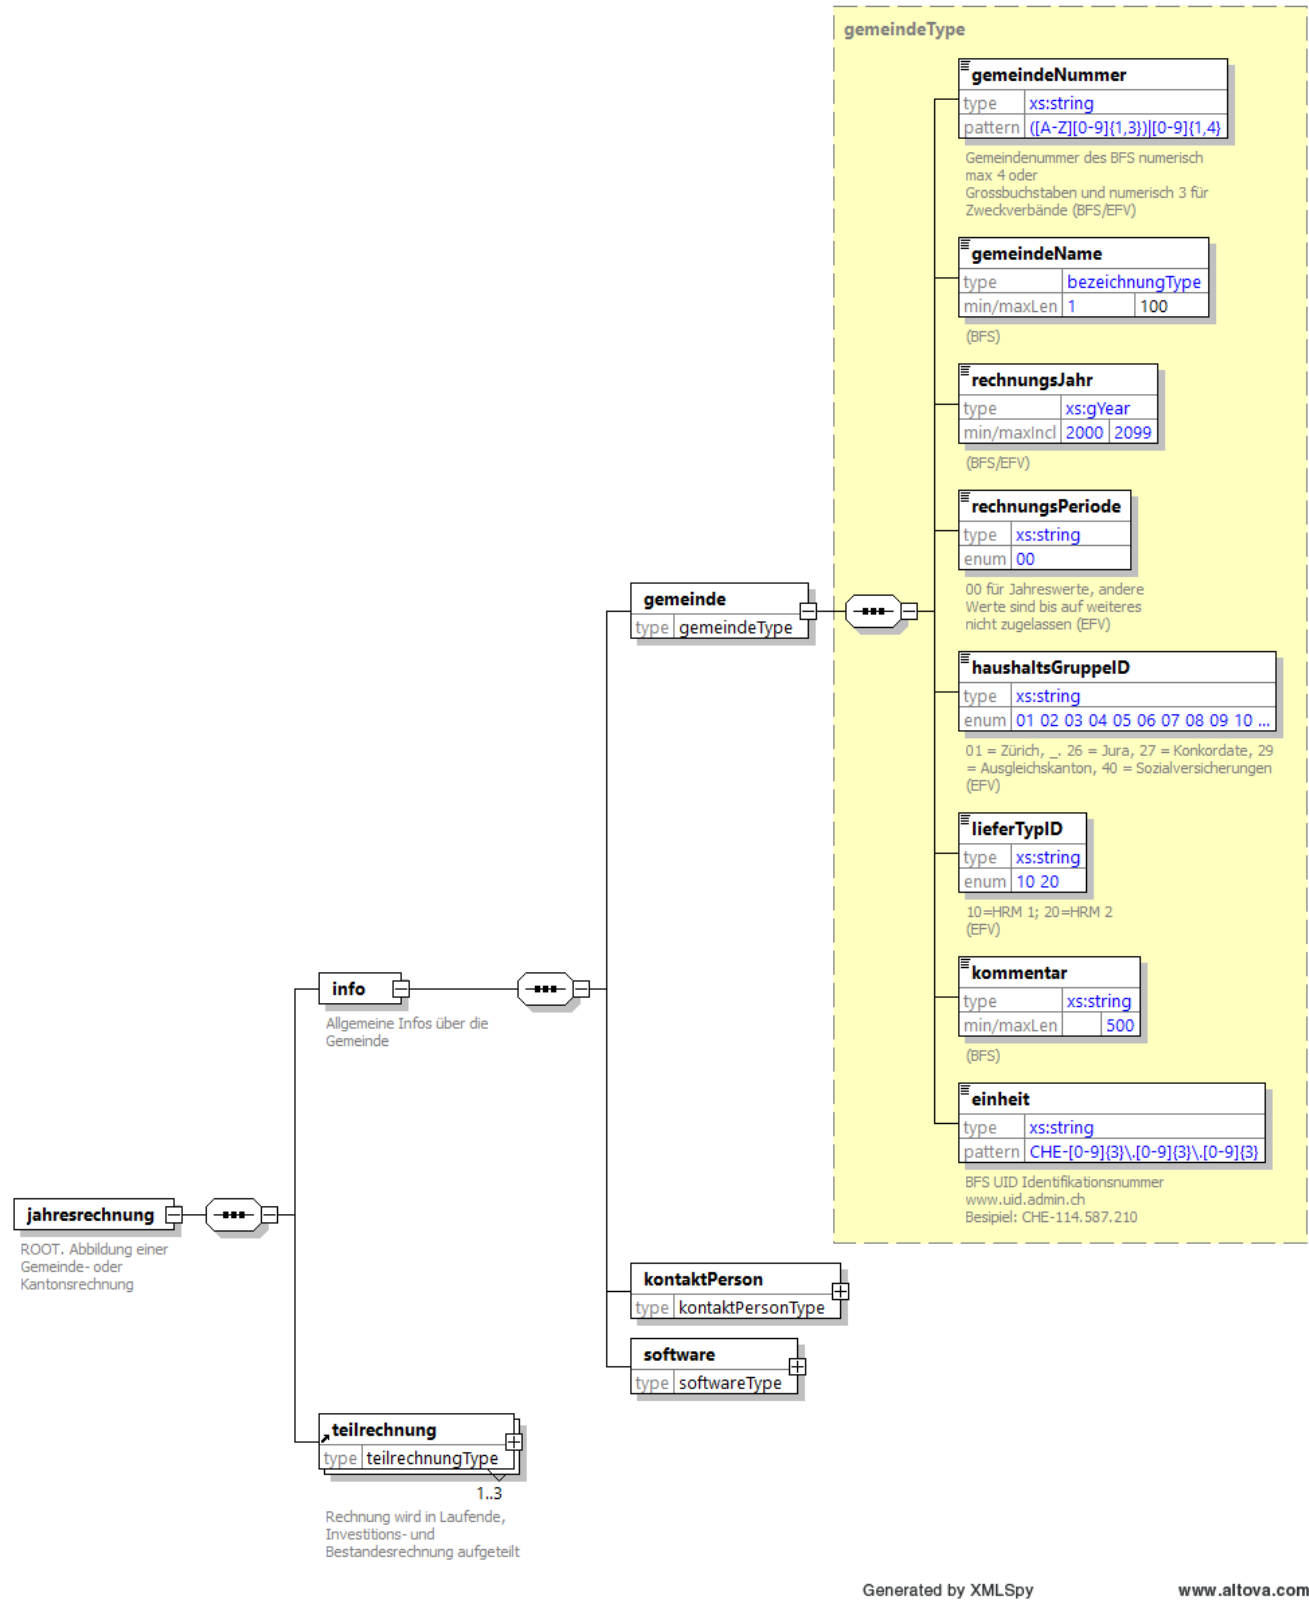 gemeindeType
gemeindeNummer
type xs:string
pattern ([A-Z][0-9]{1,3})|[0-9]{1,4}
Gemeindenummer des BFS numerisch
max 4 oder
Grossbuchstaben und numerisch 3 für
Zweckverbände (BFS/EFV)
gemeindeName
type bezeichnungType
min/maxLen 1 100
(BFS)
rechnungsJahr
type xs:gYear
min/maxIncl 2000 2099
(BFS/EFV)
rechnungsPeriode
type xs:string
enum 00
00 für Jahreswerte, andere
Werte sind bis auf weiteres
nicht zugelassen (EFV)
haushaltsGruppeID
type xs:string
enum 01 02 03 04 05 06 07 08 09 10 ...
01 = Zürich, _. 26 = Jura, 27 = Konkordate, 29
= Ausgleichskanton, 40 = Sozialversicherungen
(EFV)
lieferTypID
type xs:string
enum 10 20
10=HRM 1; 20=HRM 2
(EFV)
kommentar
type xs:string
min/maxLen 500
(BFS)
einheit
type xs:string
pattern CHE-[0-9]{3}\.[0-9]{3}\.[0-9]{3}
BFS UID Identifikationsnummer
www.uid.admin.ch
Besipiel: CHE-114.587.210
gemeinde
type gemeindeType
info
Allgemeine Infos über die
Gemeinde
jahresrechnung
ROOT. Abbildung einer
Gemeinde- oder
Kantonsrechnung
kontaktPerson
type kontaktPersonType
software
type softwareType
teilrechnung
type teilrechnungType
1..3
Rechnung wird in Laufende,
Investitions- und
Bestandesrechnung aufgeteilt
Generated by XMLSpy www.altova.com